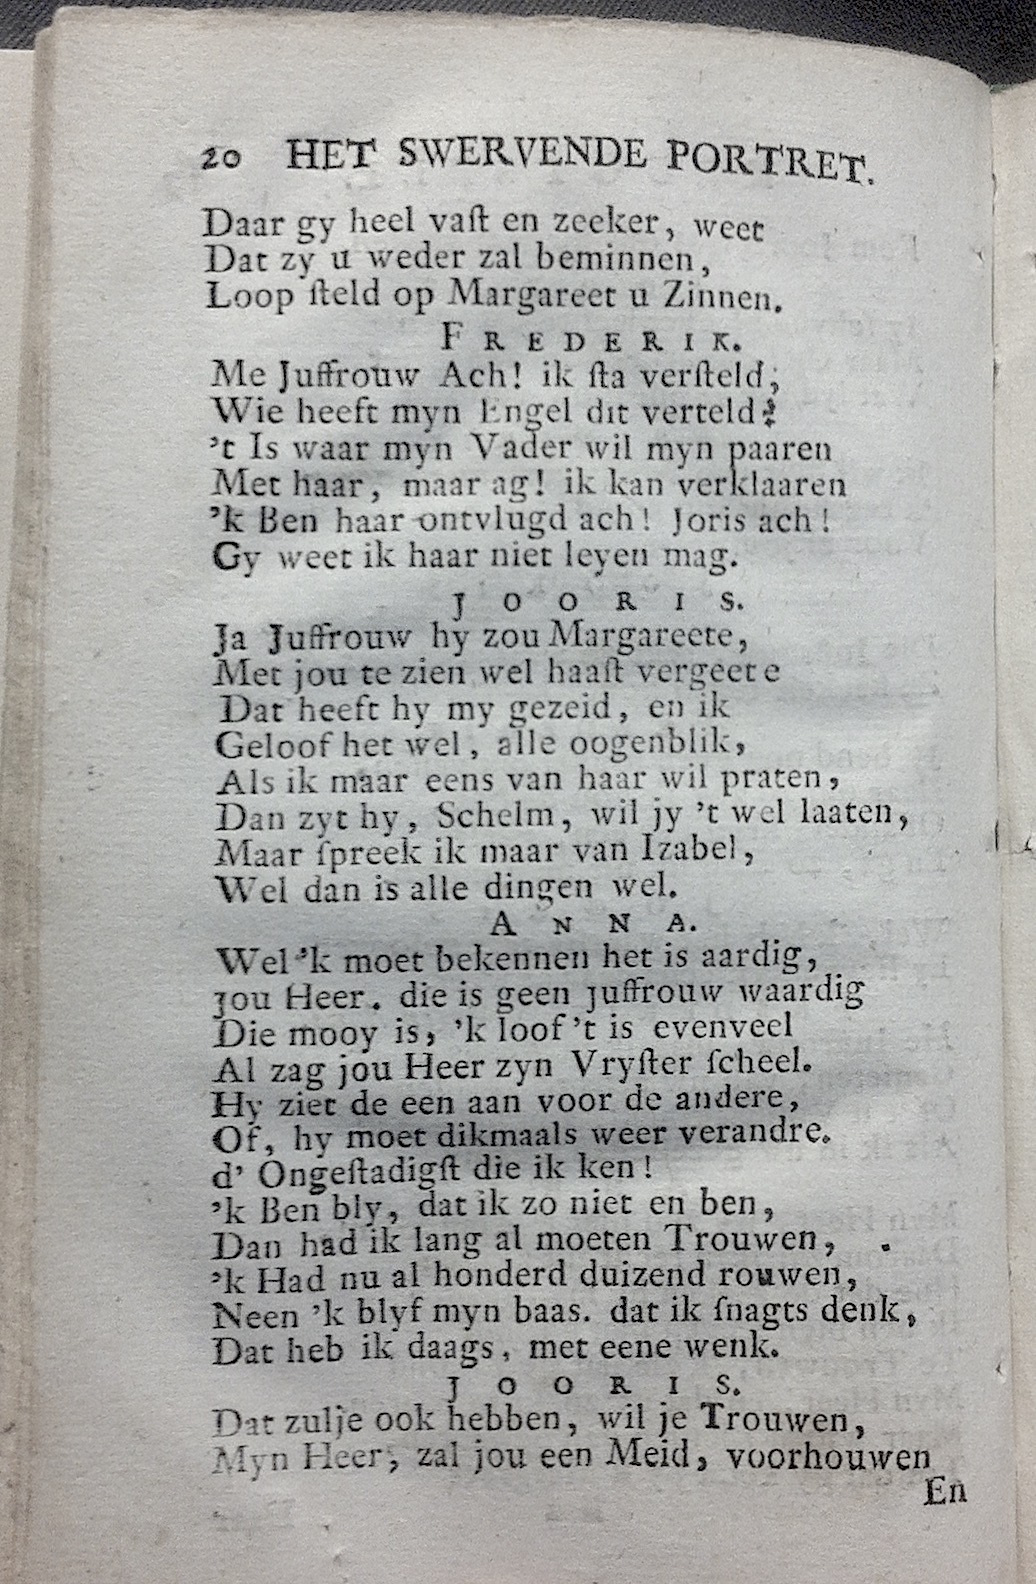 20 HET SWERVENDE PORTRET.
Daar gy heel vaſt en zeeker, weet
Dat zy u weder zal beminnen,
Loop ſteld op Margareet u Zinnen.
FREDERIK.
Me Juffrouw Ach! ik ſta verſteld;
Wie heeft myn Engel dit verteld?
't Is waar myn Vader wil myn paaren
Met haar, maar ag! ik kan verklaaren
'k Ben haar ontvlugd ach! Joris ach!
Gy weet ik haar niet leyen mag.
JOORIS.
Ja Juffrouw hy zou Margareete,
Met jou te zien wel haaſt vergeete
Dat heeft hy my gezeid, en ik
Geloof het wel, alle oogenblik,
Als ik maar eens van haar wil praten,
Dan zyt hy, Schelm, wil jy 't wel laaten,
Maar ſpreek ik maar van Izabel,
Wel dan is alle dingen wel.
ANNA.
Wel 'k moet bekennen het is aardig,
Jou Heer. die is geen Juffrouw waardig
Die mooy is, 'k loof 't is evenveel
Al zag jou Heer zyn Vryſter ſcheel.
Hy ziet de een aan voor de andere,
Of, hy moet dikmaals weer verandre.
d' Ongeſtadigſt die ik ken!
'k Ben bly, dat ik zo niet en ben,
Dan had ik lang al moeten Trouwen,
'k Had nu al honderd duizend rouwen,
Neen 'k blyf myn baas. dat ik ſnagts denk,
Dat heb ik daags, met eene wenk.
JOORIS.
Dat zulje ook hebben, wil je Trouwen,
Myn Heer, zal jou een Meid, voorhouwen
En